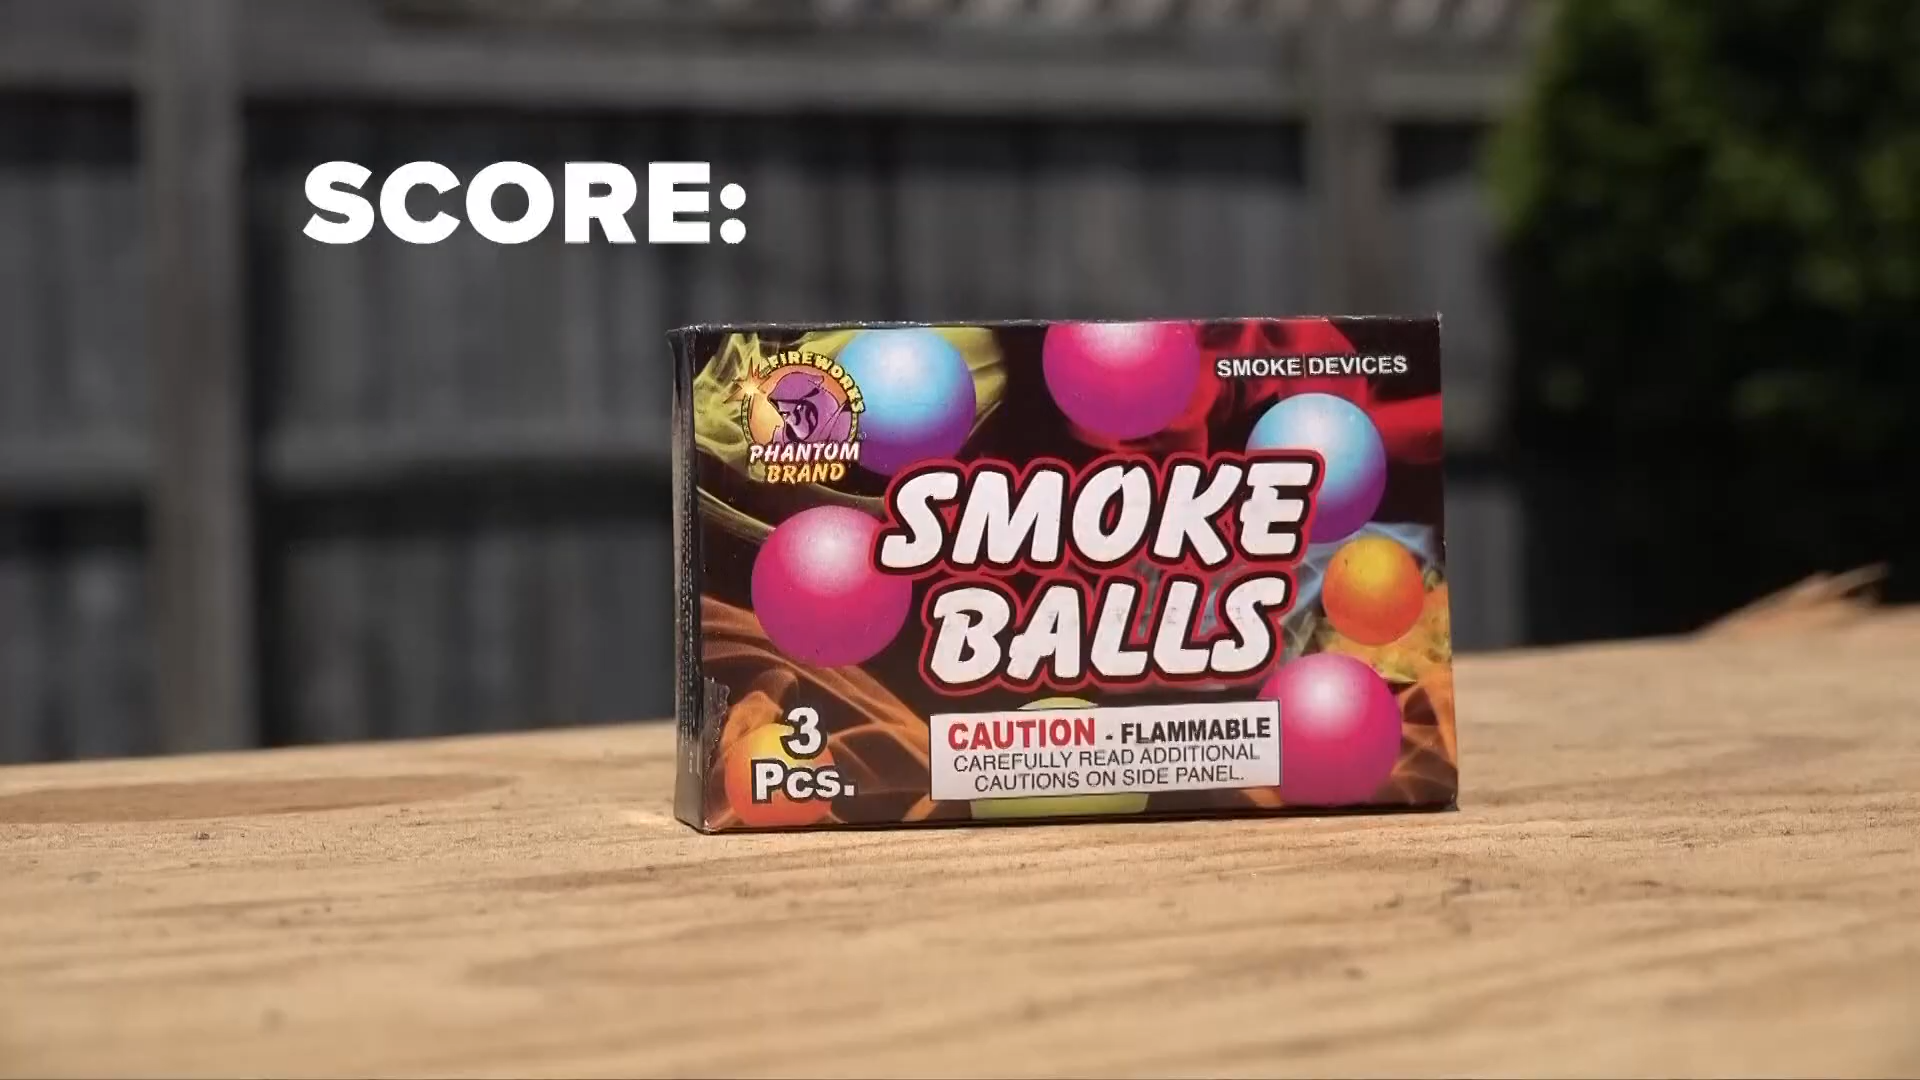 SCORE:
FIREWORKS
PHANTOM
BRAND
SMOKE DEVICES
SMOKE
BALLS
3
Pcs.
CAUTION - FLAMMABLE
CAREFULLY READ ADDITIONAL
CAUTIONS ON SIDE PANEL.